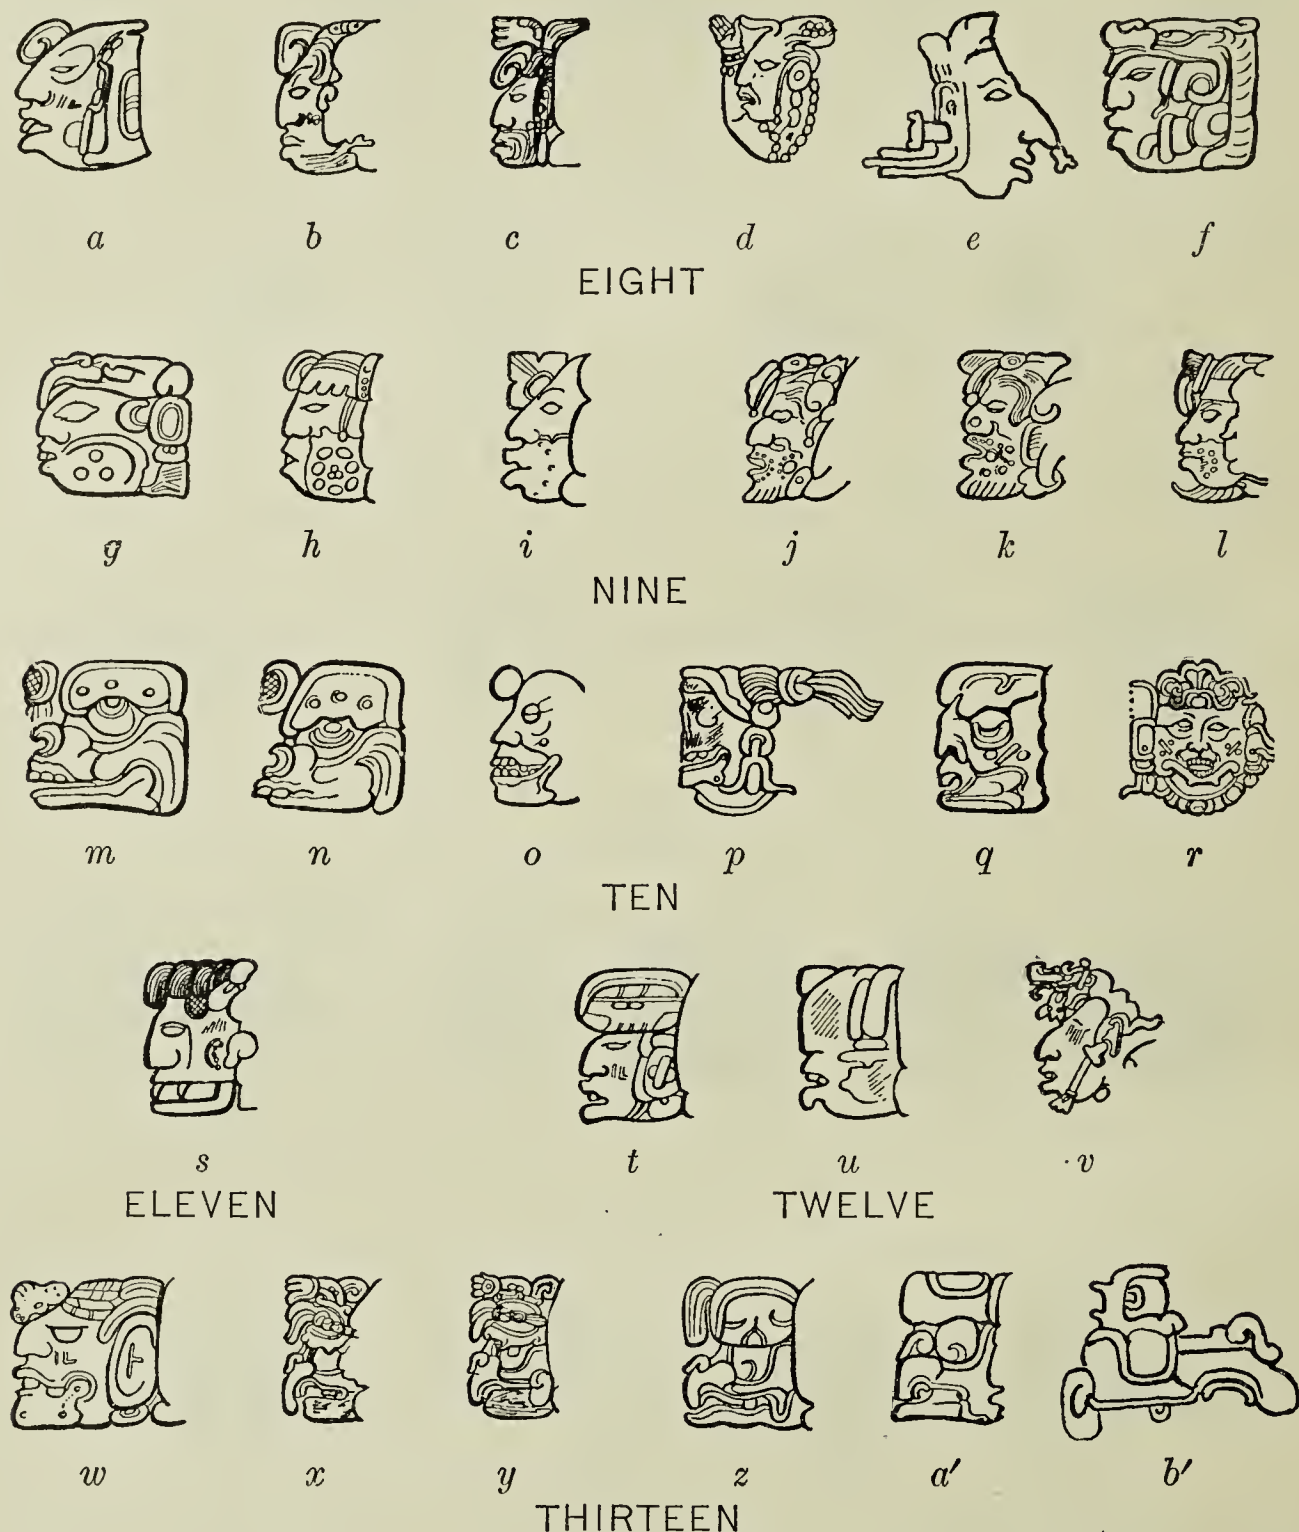 a b c d e f
EIGHT
g h i j k l
NINE
m n o p q r
TEN
s t u v
ELEVEN TWELVE
w x y z a′ b′
THIRTEEN